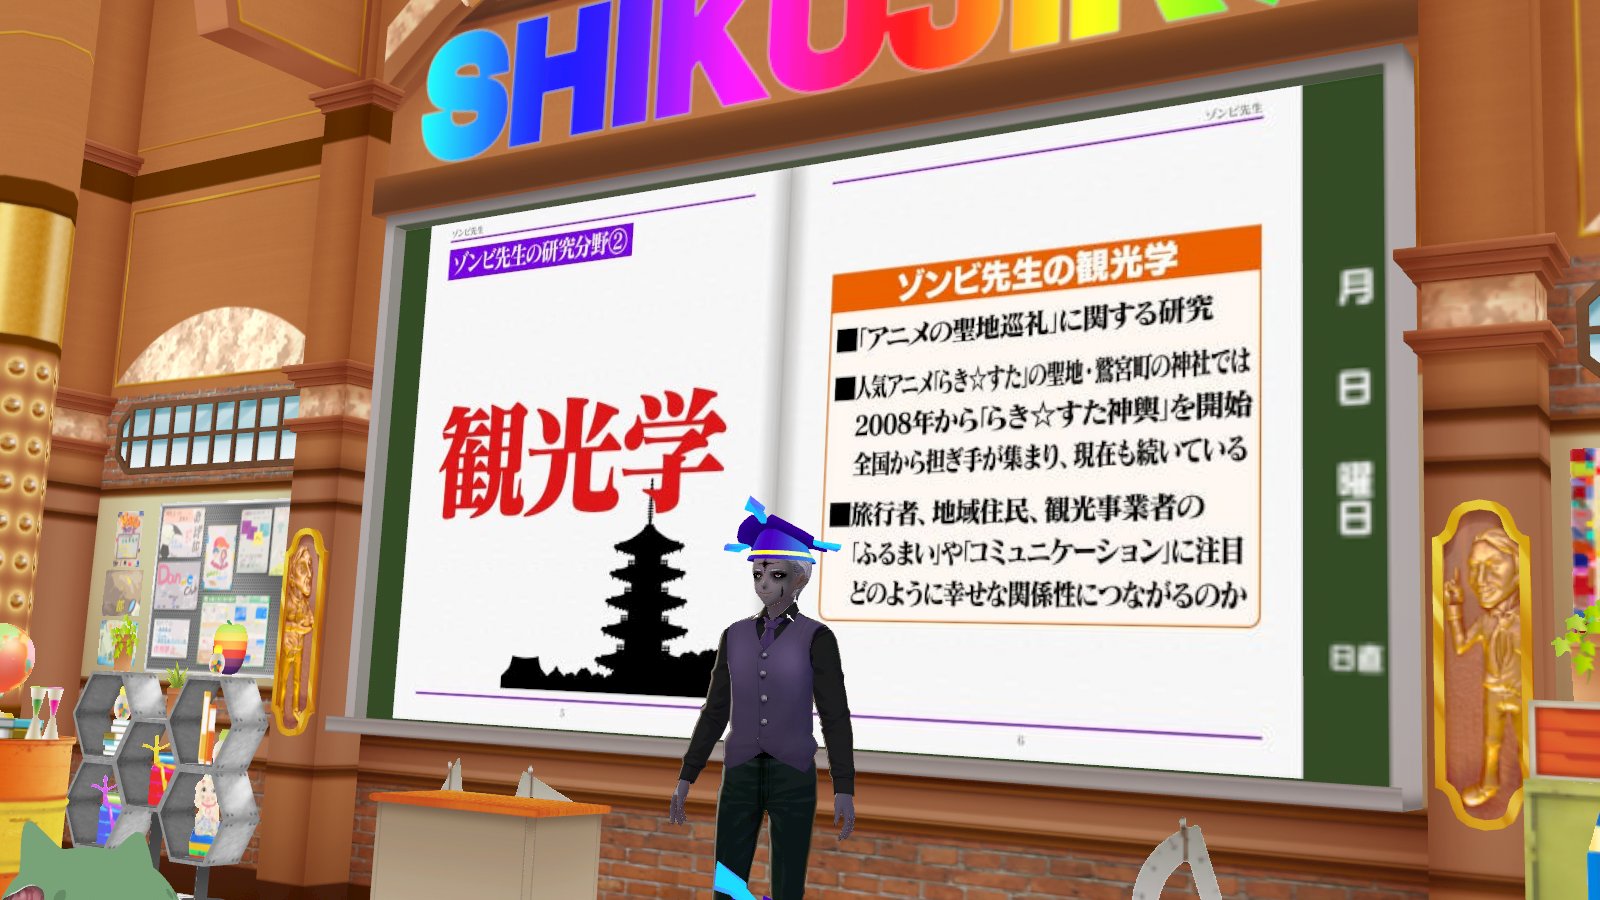 SHIKUJIR
ゾンビ先生
ゾンビ先生の研究分野②
観光学
5
ゾンビ先生
ゾンビ先生の観光学
■「アニメの聖地巡礼」に関する研究
■人気アニメ「らき☆すた」の聖地・鷲宮町の神社では
2008年から「らき☆すた神輿」を開始
全国から担ぎ手が集まり、現在も続いている
■旅行者、地域住民、観光事業者の
「ふるまい」や「コミュニケーション」に注目
どのように幸せな関係性につながるのか
6
月
日
曜日
日直
Dance
Club